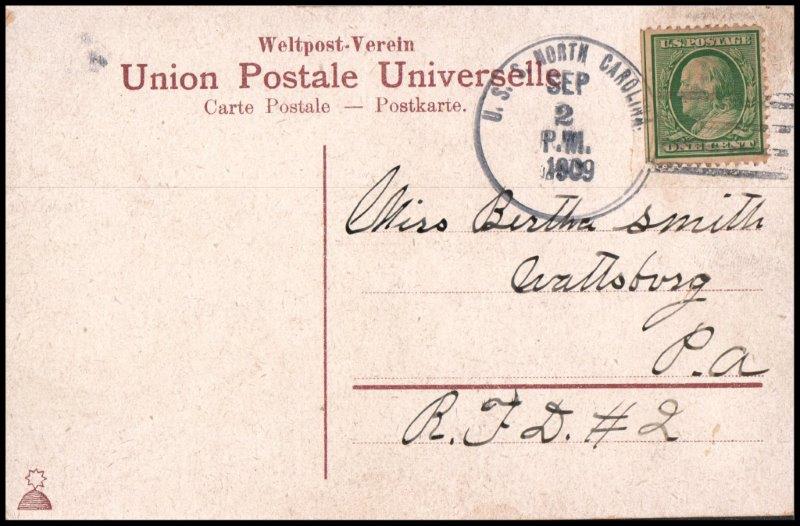 Weltpost-Verein
Union Postale Universelle
Carte Postale — Postkarte.
U.S.S. NORTH CAROLINA.
SEP
2
P.M.
1909
U.S. POSTAGE
ONE CENT
Miss Bertha Smith
Wattsborg
P.a
R.F.D. #2